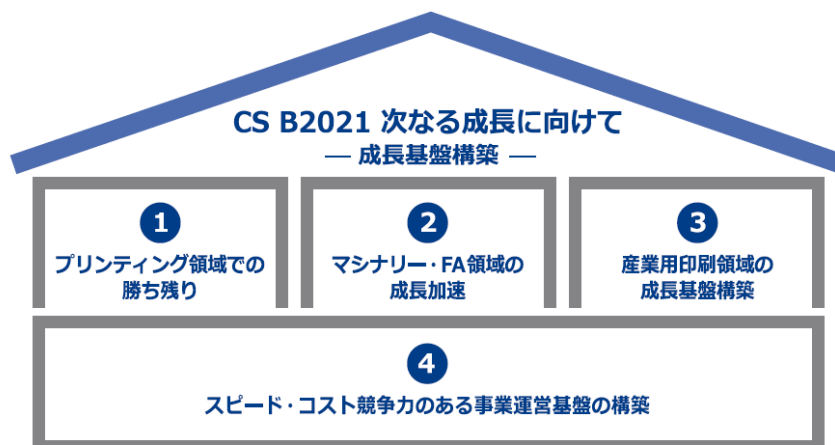 CS B2021 次なる成長に向けて
― 成長基盤構築 ―
1
プリンティング領域での
勝ち残り
2
マシナリー・FA領域の
成長加速
3
産業用印刷領域の
成長基盤構築
4
スピード・コスト競争力のある事業運営基盤の構築